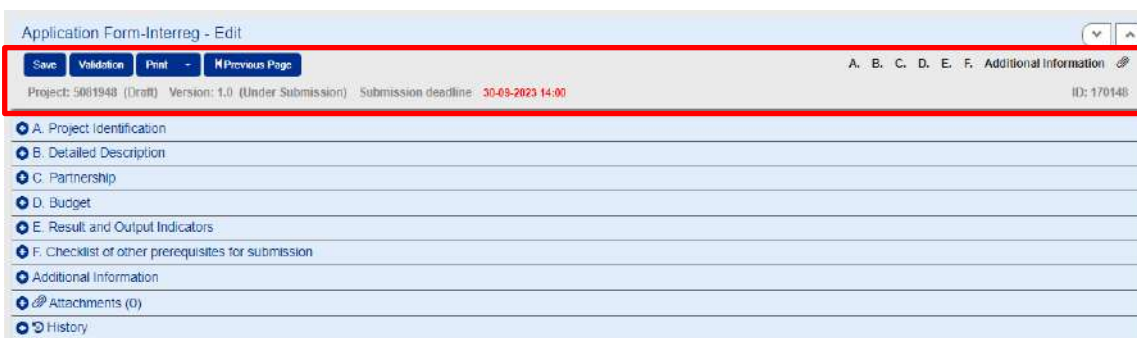 Application Form-Interreg - Edit
Save Validation Print Previous Page A. B. C. D. E. F. Additional Information
Project: 5081948 (Draft) Version: 1.0 (Under Submission) Submission deadline 30-09-2023 14:00 ID: 170148
A. Project Identification
B. Detailed Description
C. Partnership
D. Budget
E. Result and Output Indicators
F. Checklist of other prerequisites for submission
Additional Information
Attachments (0)
History